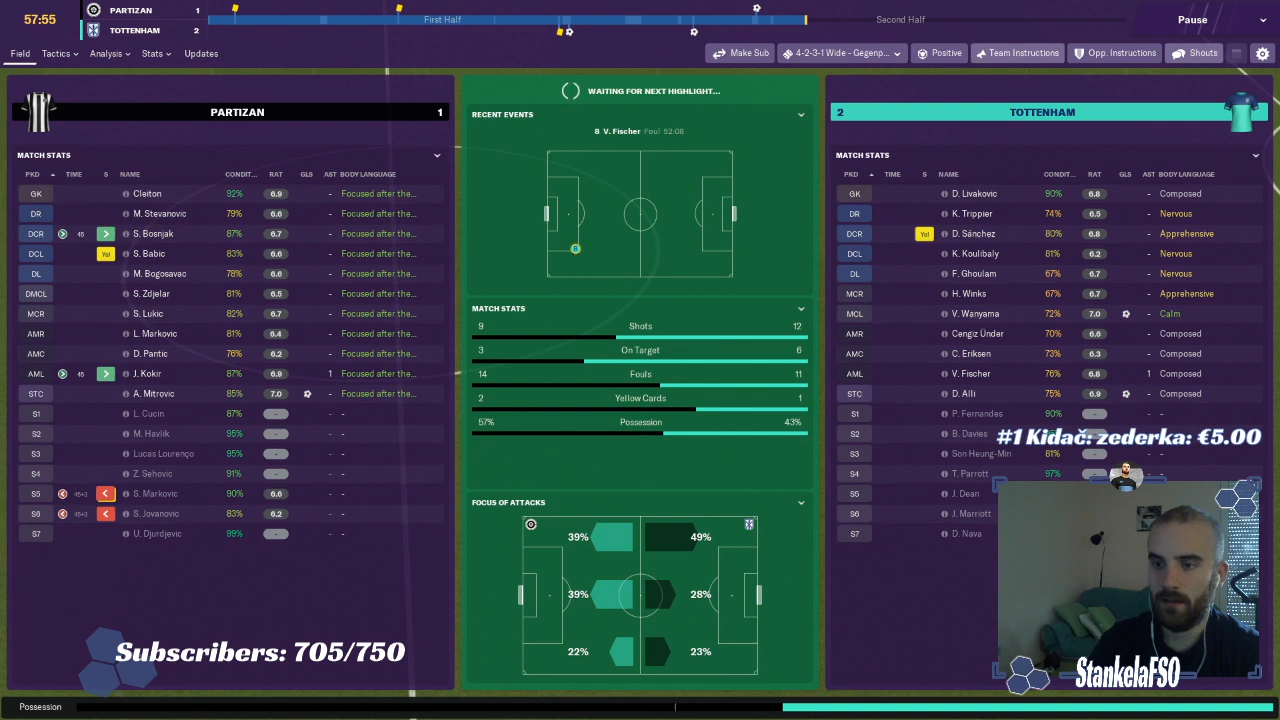 57:55
PARTIZAN 1
TOTTENHAM 2
First Half
Second Half
Pause
Field Tactics Analysis Stats Updates
Make Sub 4-2-3-1 Wide - Gegenp... Positive Team Instructions Opp. Instructions Shouts
PARTIZAN 1
MATCH STATS
PKD TIME S NAME CONDIT... RAT GLS AST BODY LANGUAGE
GK Cleiton 92% 6.9 - Focused after the...
DR M. Stevanovic 79% 6.6 - Focused after the...
DCR 45 S. Bosnjak 87% 6.7 - Focused after the...
DCL Yel S. Babic 83% 6.6 - Focused after the...
DL M. Bogosavac 78% 6.6 - Focused after the...
DMCL S. Zdjelar 81% 6.5 - Focused after the...
MCR S. Lukic 82% 6.7 - Focused after the...
AMR L. Markovic 81% 6.4 - Focused after the...
AMC D. Pantic 76% 6.2 - Focused after the...
AML 45 J. Kokir 87% 6.9 1 Focused after the...
STC A. Mitrovic 85% 7.0 - Focused after the...
S1 L. Cucin 87% - - -
S2 M. Havlik 95% - - -
S3 Lucas Lourenço 95% - - -
S4 Z. Sehovic 91% - - -
S5 45+3 S. Markovic 90% 6.6 - -
S6 45+3 S. Jovanovic 83% 6.2 - -
S7 U. Djurdjevic 99% - - -
WAITING FOR NEXT HIGHLIGHT...
RECENT EVENTS
8 V. Fischer Foul 52:08
8
MATCH STATS
9 Shots 12
3 On Target 6
14 Fouls 11
2 Yellow Cards 1
57% Possession 43%
FOCUS OF ATTACKS
39% 49%
39% 28%
22% 23%
2 TOTTENHAM
MATCH STATS
PKD TIME S NAME CONDIT... RAT GLS AST BODY LANGUAGE
GK D. Livakovic 90% 6.8 - Composed
DR K. Trippier 74% 6.5 - Nervous
DCR Yel D. Sánchez 80% 6.8 - Apprehensive
DCL K. Koulibaly 81% 6.2 - Nervous
DL F. Ghoulam 67% 6.7 - Nervous
MCR H. Winks 67% 6.7 - Apprehensive
MCL V. Wanyama 72% 7.0 - Calm
AMR Cengiz Ünder 70% 6.6 - Composed
AMC C. Eriksen 73% 6.3 - Composed
AML V. Fischer 76% 6.8 1 Composed
STC D. Alli 75% 6.9 - Composed
S1 P. Fernandes 90% - - -
S2 B. Davies
#1 Kidač: zederka: €5.00
S3 Son Heung-Min 81% - - -
S4 T. Parrott 97% - - -
S5 J. Dean
S6 J. Marriott
S7 D. Nava
Subscribers: 705/750
StankelaFSO
Possession